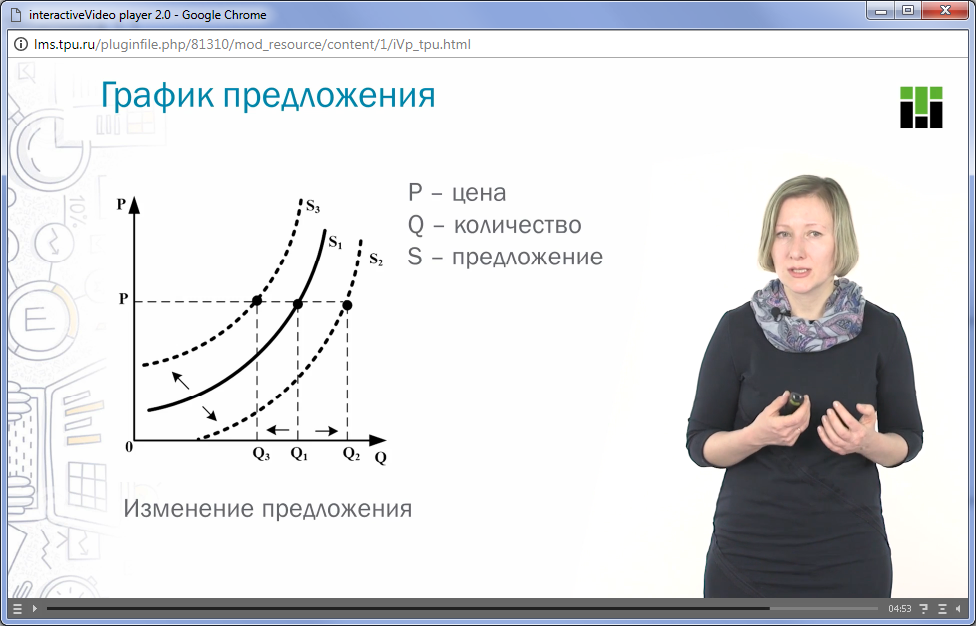 interactiveVideo player 2.0 - Google Chrome
lms.tpu.ru/pluginfile.php/81310/mod_resource/content/1/iVp_tpu.html
График предложения
P – цена
Q – количество
S – предложение
P
S₃
S₁
S₂
P
0
Q₃ Q₁ Q₂ Q
Изменение предложения
10%
E
04:53